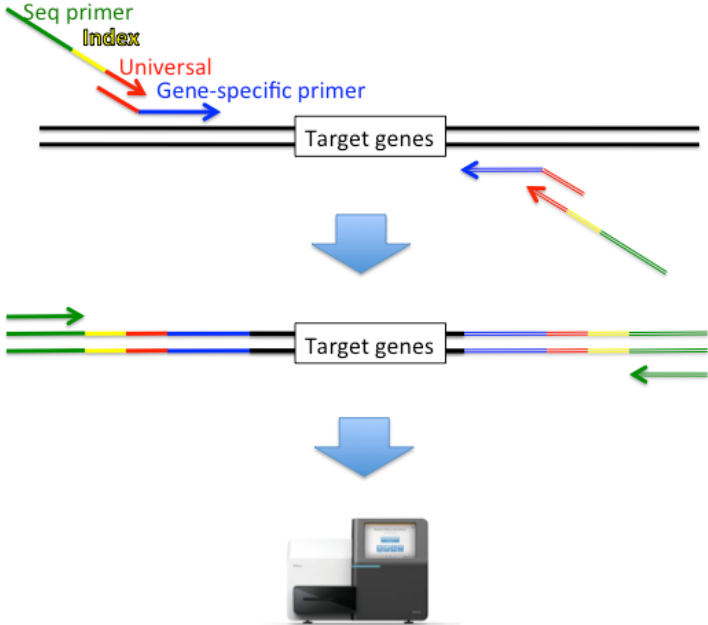 Seq primer
Index
Universal
Gene-specific primer
Target genes
Target genes